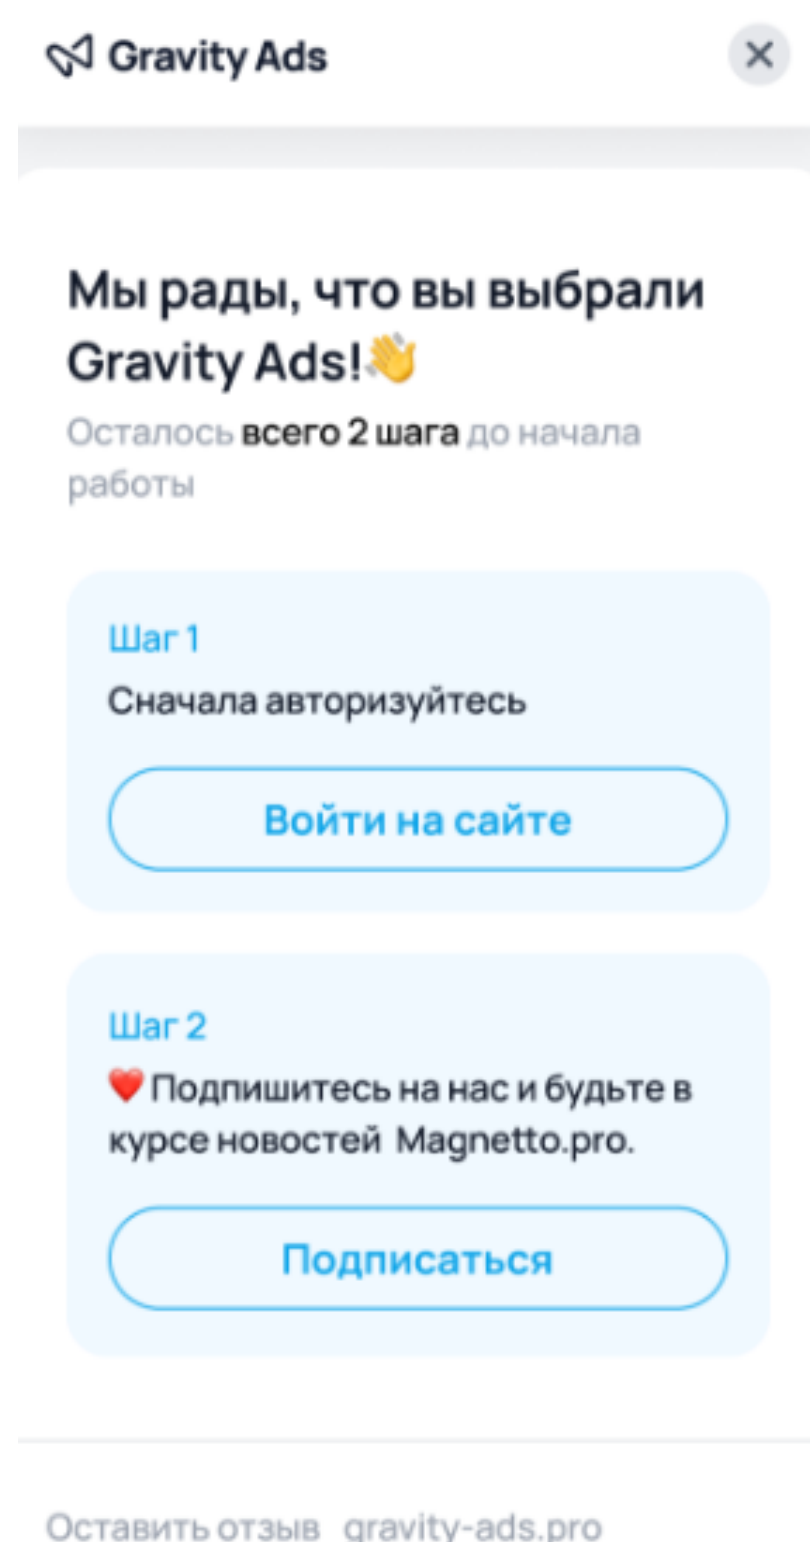 Gravity Ads
Мы рады, что вы выбрали
Gravity Ads!👋
Осталось всего 2 шага до начала
работы
Шаг 1
Сначала авторизуйтесь
Войти на сайте
Шаг 2
❤️ Подпишитесь на нас и будьте в
курсе новостей Magnetto.pro.
Подписаться
Оставить отзыв gravity-ads.pro